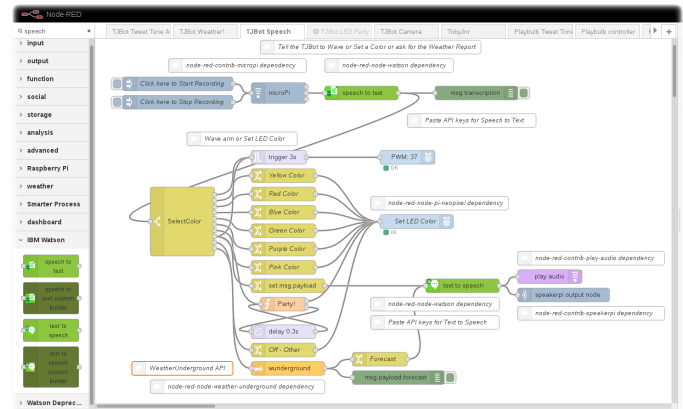 Node-RED
speech
TJBot Tweet Tone A
TJBot Weather!
TJBot Speech
TJBot LED Party
TJBot Camera
TobyJnr
Playbulb Tweet Tone
Playbulb controller
input
output
function
social
storage
analysis
advanced
Raspberry Pi
weather
Smarter Process
dashboard
IBM Watson
speech to
text
speech to
text custom
builder
text to
speech
text to
speech
custom
builder
Watson Deprec...
Tell the TJBot to Wave or Set a Color or ask for the Weather Report
node-red-contrib-micropi dependency
node-red-node-watson dependency
Click here to Start Recording
Click here to Stop Recording
microPi
speech to text
msg.transcription
Paste API keys for Speech to Text
Wave arm or Set LED Color
trigger 3s
PWM: 37
OK
Yellow Color
Red Color
node-red-node-pi-neopixel dependency
Blue Color
SelectColor
Set LED Color
ok
Green Color
Purple Color
node-red-contrib-play-audio dependency
Pink Color
play audio
set msg.payload
text to speech
speakerpi output node
Party!
node-red-node-watson dependency
node-red-contrib-speakerpi dependency
Paste API keys for Text to Speech
delay 0.3s
Off - Other
Forecast
WeatherUnderground API
wunderground
msg.payload.forecast
node-red-node-weather-underground dependency